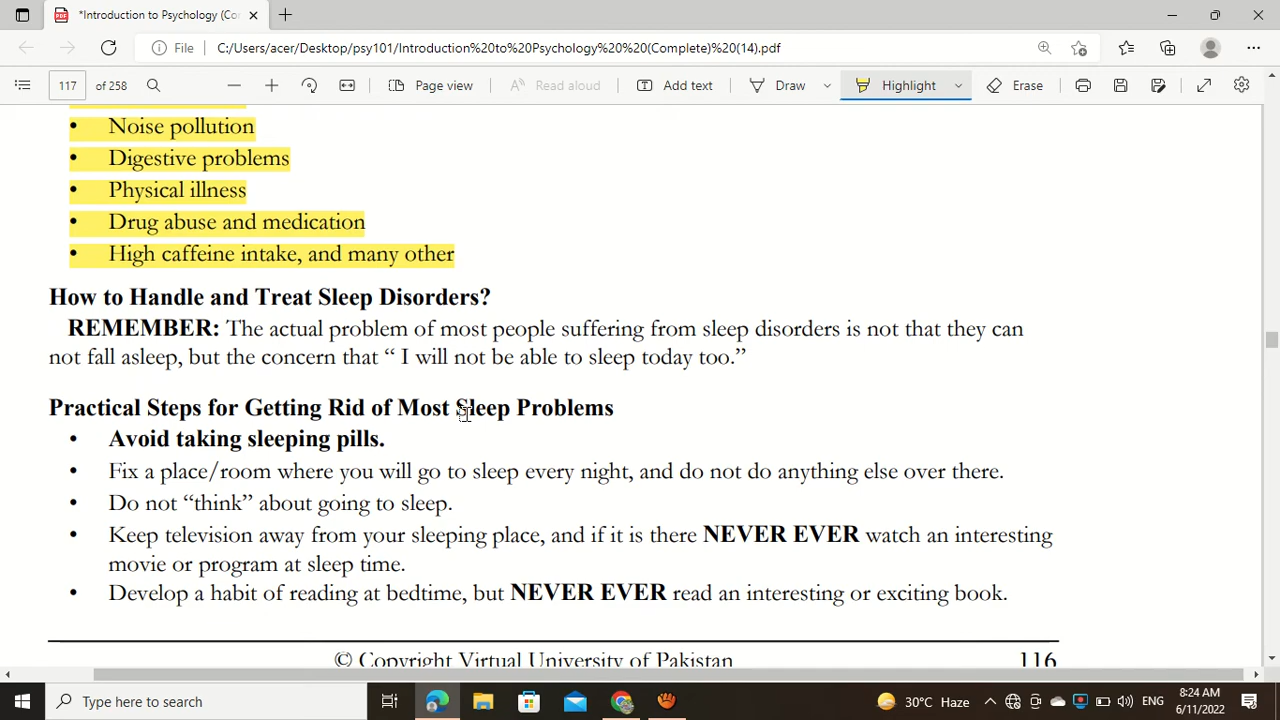 *Introduction to Psychology (Co
File
C:/Users/acer/Desktop/psy101/Introduction%20to%20Psychology%20%20(Complete)%20(14).pdf
117 of 258
Page view
Read aloud
Add text
Draw
Highlight
Erase
• Noise pollution
• Digestive problems
• Physical illness
• Drug abuse and medication
• High caffeine intake, and many other
How to Handle and Treat Sleep Disorders?
REMEMBER: The actual problem of most people suffering from sleep disorders is not that they can
not fall asleep, but the concern that “ I will not be able to sleep today too.”
Practical Steps for Getting Rid of Most Sleep Problems
• Avoid taking sleeping pills.
• Fix a place/room where you will go to sleep every night, and do not do anything else over there.
• Do not “think” about going to sleep.
• Keep television away from your sleeping place, and if it is there NEVER EVER watch an interesting
movie or program at sleep time.
• Develop a habit of reading at bedtime, but NEVER EVER read an interesting or exciting book.
© Copyright Virtual University of Pakistan 116
Type here to search
30°C Haze
ENG
8:24 AM
6/11/2022